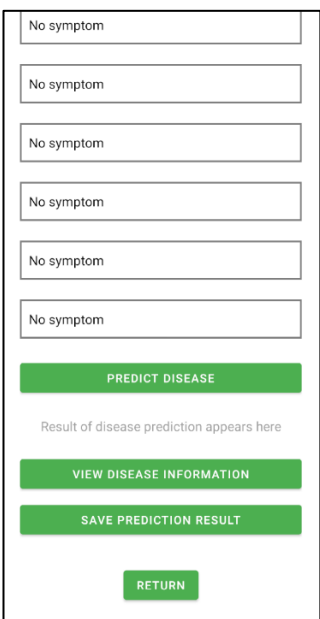 No symptom
No symptom
No symptom
No symptom
No symptom
No symptom
PREDICT DISEASE
Result of disease prediction appears here
VIEW DISEASE INFORMATION
SAVE PREDICTION RESULT
RETURN